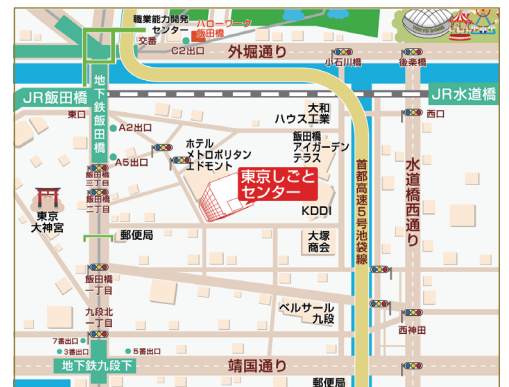 職業能力開発
センター
ハローワーク
飯田橋
交番
C2出口
外堀通り
小石川橋
後楽橋
地下鉄飯田橋
JR飯田橋
JR水道橋
東口
西口
A2出口
大和
ハウス工業
ホテル
メトロポリタン
エドモント
飯田橋
アイガーデン
テラス
A5出口
飯田橋
三丁目
東京しごと
センター
首都高速5号池袋線
水道橋西通り
飯田橋
二丁目
KDDI
東京
大神宮
郵便局
大塚
商会
飯田橋
一丁目
九段北
一丁目
ベルサール
九段
西神田
7番出口
3番出口
5番出口
地下鉄九段下
靖国通り
郵便局